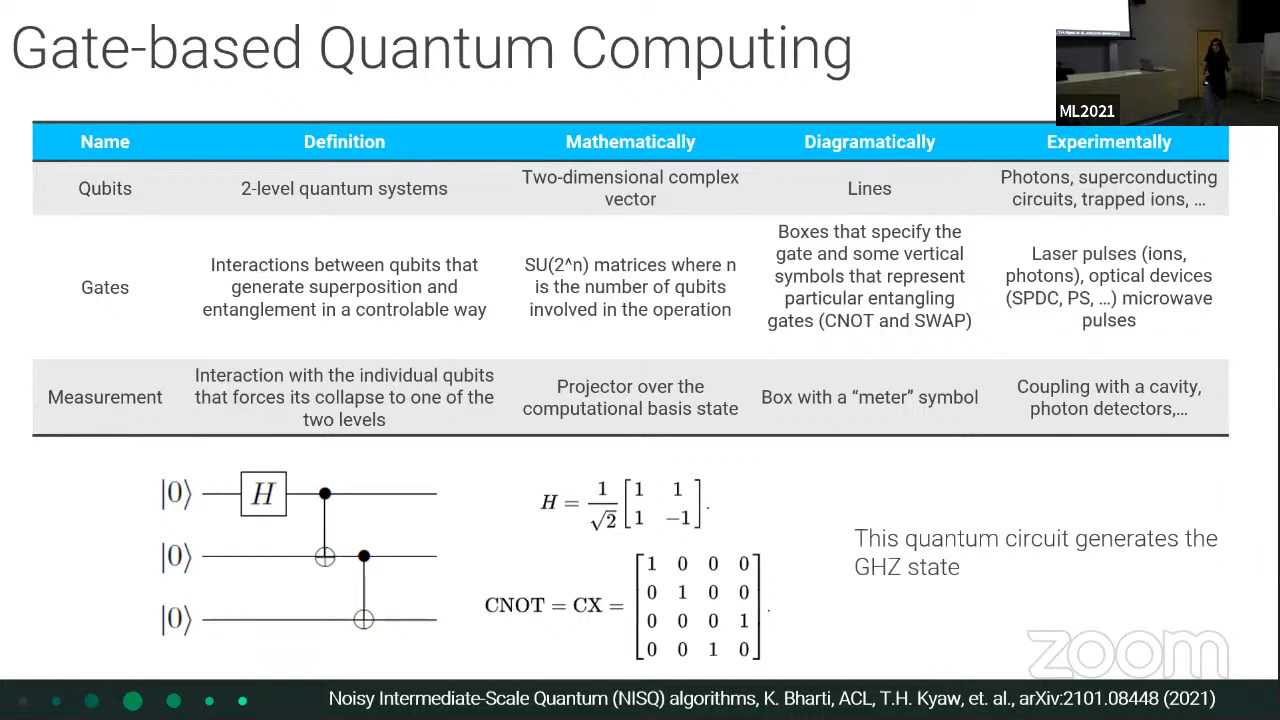 Gate-based Quantum Computing
ML2021
Name Definition Mathematically Diagramatically Experimentally
Qubits
2-level quantum systems
Two-dimensional complex
vector
Lines
Photons, superconducting
circuits, trapped ions, …
Gates
Interactions between qubits that
generate superposition and
entanglement in a controlable way
SU(2^n) matrices where n
is the number of qubits
involved in the operation
Boxes that specify the
gate and some vertical
symbols that represent
particular entangling
gates (CNOT and SWAP)
Laser pulses (ions,
photons), optical devices
(SPDC, PS, …) microwave
pulses
Measurement
Interaction with the individual qubits
that forces its collapse to one of the
two levels
Projector over the
computational basis state
Box with a “meter” symbol
Coupling with a cavity,
photon detectors,…
|0⟩ H
|0⟩
|0⟩
H = 1/√2 [1 1
1 −1].
CNOT = CX = [1 0 0 0
0 1 0 0
0 0 0 1
0 0 1 0].
This quantum circuit generates the
GHZ state
zoom
Noisy Intermediate-Scale Quantum (NISQ) algorithms, K. Bharti, ACL, T.H. Kyaw, et. al., arXiv:2101.08448 (2021)